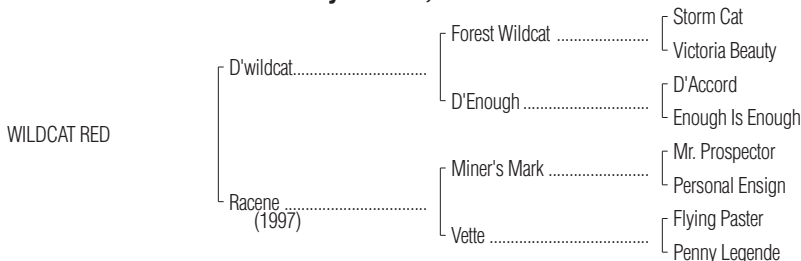 Storm Cat
Forest Wildcat ....................
Victoria Beauty
D'wildcat..............................
D'Accord
D'Enough ...........................
Enough Is Enough
WILDCAT RED
Mr. Prospector
Miner's Mark ......................
Personal Ensign
Racene ................................
(1997)
Flying Paster
Vette ...................................
Penny Legende